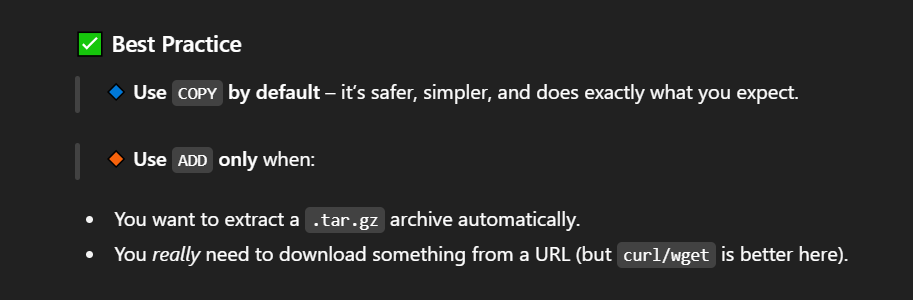 ✅ Best Practice
🔹 Use COPY by default – it's safer, simpler, and does exactly what you expect.
🔸 Use ADD only when:
• You want to extract a .tar.gz archive automatically.
• You really need to download something from a URL (but curl/wget is better here).